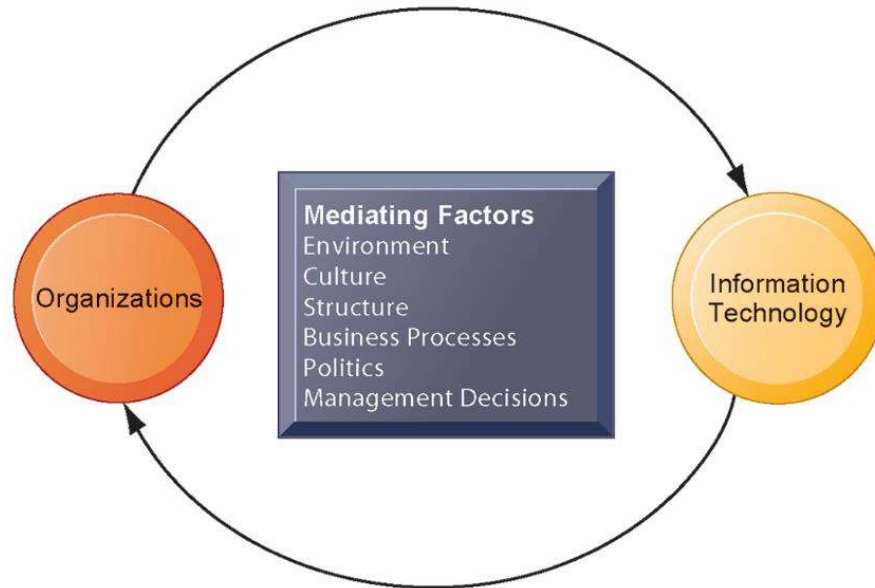 Organizations
Mediating Factors
Environment
Culture
Structure
Business Processes
Politics
Management Decisions
Information
Technology